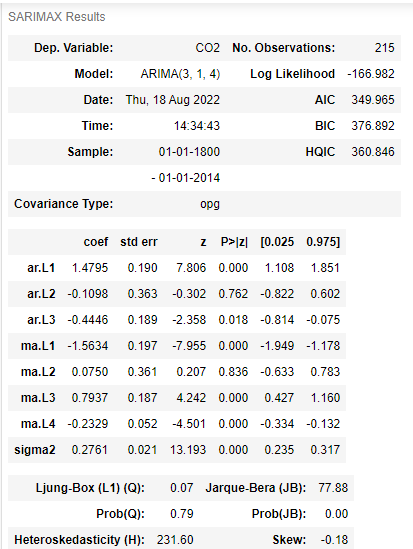 SARIMAX Results
Dep. Variable: CO2 No. Observations: 215
Model: ARIMA(3, 1, 4) Log Likelihood -166.982
Date: Thu, 18 Aug 2022 AIC 349.965
Time: 14:34:43 BIC 376.892
Sample: 01-01-1800 HQIC 360.846
- 01-01-2014
Covariance Type: opg
coef std err z P>|z| [0.025 0.975]
ar.L1 1.4795 0.190 7.806 0.000 1.108 1.851
ar.L2 -0.1098 0.363 -0.302 0.762 -0.822 0.602
ar.L3 -0.4446 0.189 -2.358 0.018 -0.814 -0.075
ma.L1 -1.5634 0.197 -7.955 0.000 -1.949 -1.178
ma.L2 0.0750 0.361 0.207 0.836 -0.633 0.783
ma.L3 0.7937 0.187 4.242 0.000 0.427 1.160
ma.L4 -0.2329 0.052 -4.501 0.000 -0.334 -0.132
sigma2 0.2761 0.021 13.193 0.000 0.235 0.317
Ljung-Box (L1) (Q): 0.07 Jarque-Bera (JB): 77.88
Prob(Q): 0.79 Prob(JB): 0.00
Heteroskedasticity (H): 231.60 Skew: -0.18